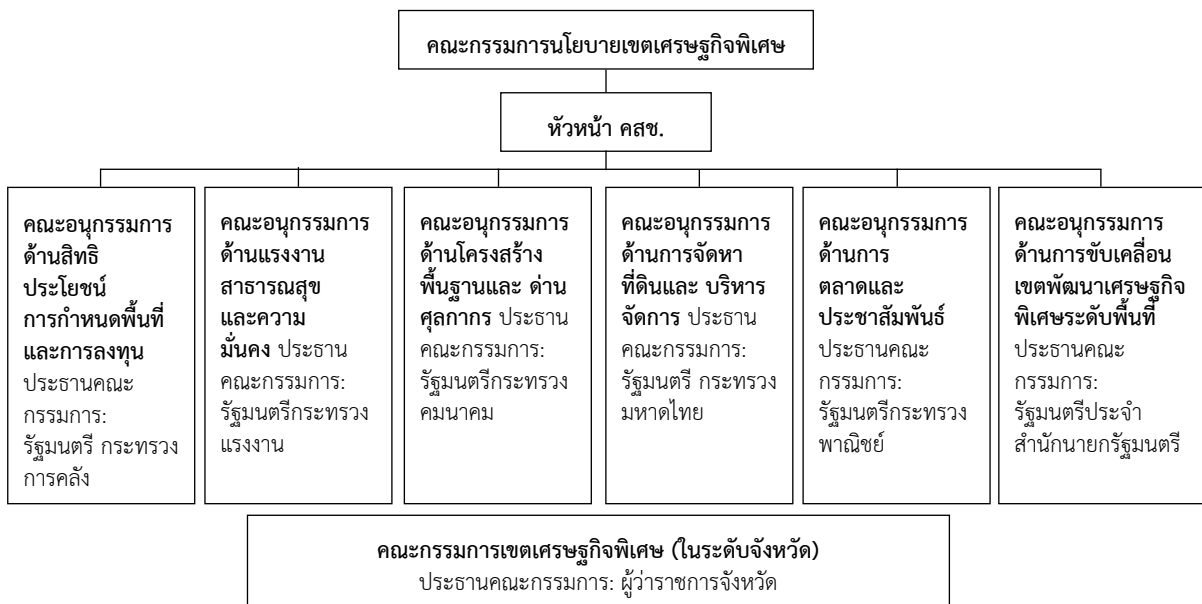 คณะกรรมการนโยบายเขตเศรษฐกิจพิเศษ
หัวหน้า คสช.
คณะอนุกรรมการ
ด้านสิทธิ
ประโยชน์
การกำหนดพื้นที่
และการลงทุน
ประธานคณะ
กรรมการ:
รัฐมนตรี กระทรวง
การคลัง
คณะอนุกรรมการ
ด้านแรงงาน
สาธารณสุข
และความ
มั่นคง ประธาน
คณะกรรมการ:
รัฐมนตรีกระทรวง
แรงงาน
คณะอนุกรรมการ
ด้านโครงสร้าง
พื้นฐานและ ด่าน
ศุลกากร ประธาน
คณะกรรมการ:
รัฐมนตรีกระทรวง
คมนาคม
คณะอนุกรรมการ
ด้านการจัดหา
ที่ดินและ บริหาร
จัดการ ประธาน
คณะกรรมการ:
รัฐมนตรี กระทรวง
มหาดไทย
คณะอนุกรรมการ
ด้านการ
ตลาดและ
ประชาสัมพันธ์
ประธานคณะ
กรรมการ:
รัฐมนตรีกระทรวง
พาณิชย์
คณะอนุกรรมการ
ด้านการขับเคลื่อน
เขตพัฒนาเศรษฐกิจ
พิเศษระดับพื้นที่
ประธานคณะ
กรรมการ:
รัฐมนตรีประจำ
สำนักนายกรัฐมนตรี
คณะกรรมการเขตเศรษฐกิจพิเศษ (ในระดับจังหวัด)
ประธานคณะกรรมการ: ผู้ว่าราชการจังหวัด